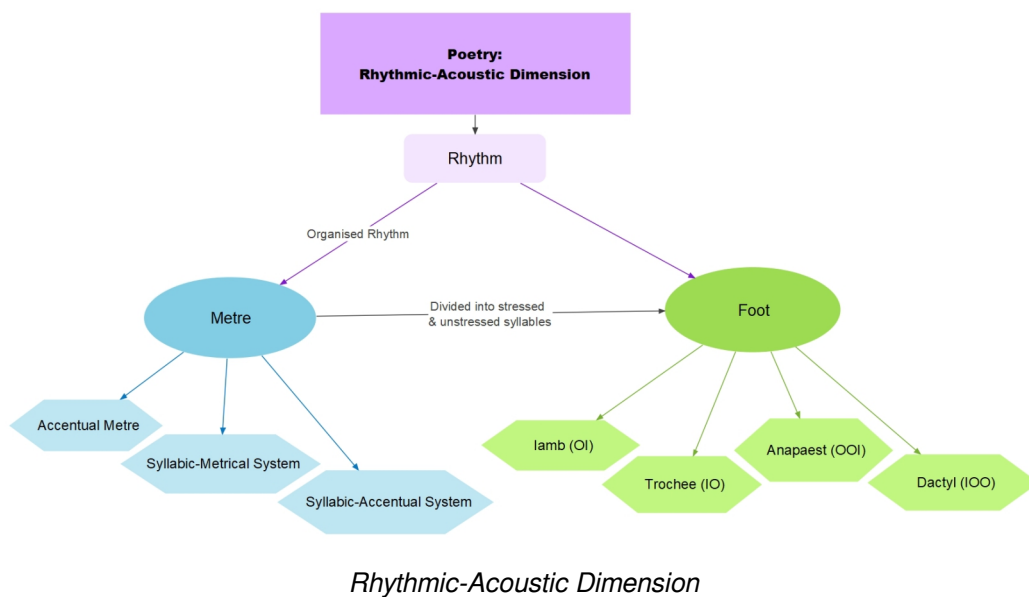 Poetry:
Rhythmic-Acoustic Dimension
Rhythm
Organised Rhythm
Metre
Divided into stressed
& unstressed syllables
Foot
Accentual Metre
Syllabic-Metrical System
Syllabic-Accentual System
Iamb (OI)
Trochee (IO)
Anapaest (OOI)
Dactyl (IOO)
Rhythmic-Acoustic Dimension